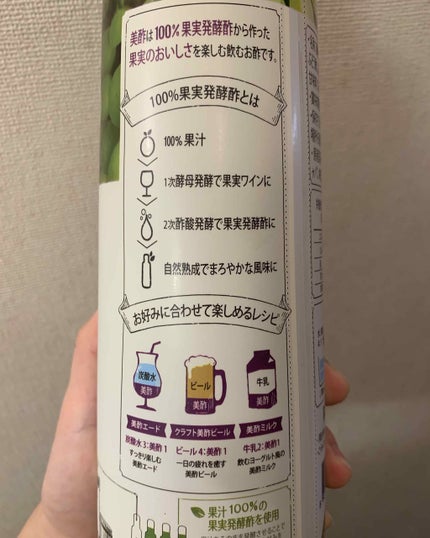 美酢は100%果実発酵酢から作った
果実のおいしさを楽しむ飲むお酢です。
100%果実発酵酢とは
100%果汁
1次酵母発酵で果実ワインに
2次酢酸発酵で果実発酵酢に
自然熟成でまろやかな風味に
お好みに合わせて楽しめるレシピ
炭酸水
美酢
ビール
美酢
牛乳
美酢
美酢エード
クラフト美酢ビール
美酢ミルク
炭酸水3:美酢1
すっきり楽しむ
美酢エード
ビール4:美酢1
一日の疲れを癒す
美酢ビール
牛乳2:美酢1
飲むヨーグルト風の
美酢ミルク
果汁100%の
果実発酵酢を使用